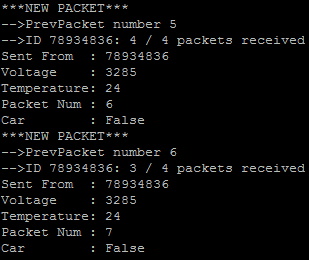 ***NEW PACKET***
-->PrevPacket number 5
-->ID 78934836: 4 / 4 packets received
Sent From  : 78934836
Voltage    : 3285
Temperature: 24
Packet Num : 6
Car        : False
***NEW PACKET***
-->PrevPacket number 6
-->ID 78934836: 3 / 4 packets received
Sent From  : 78934836
Voltage    : 3285
Temperature: 24
Packet Num : 7
Car        : False